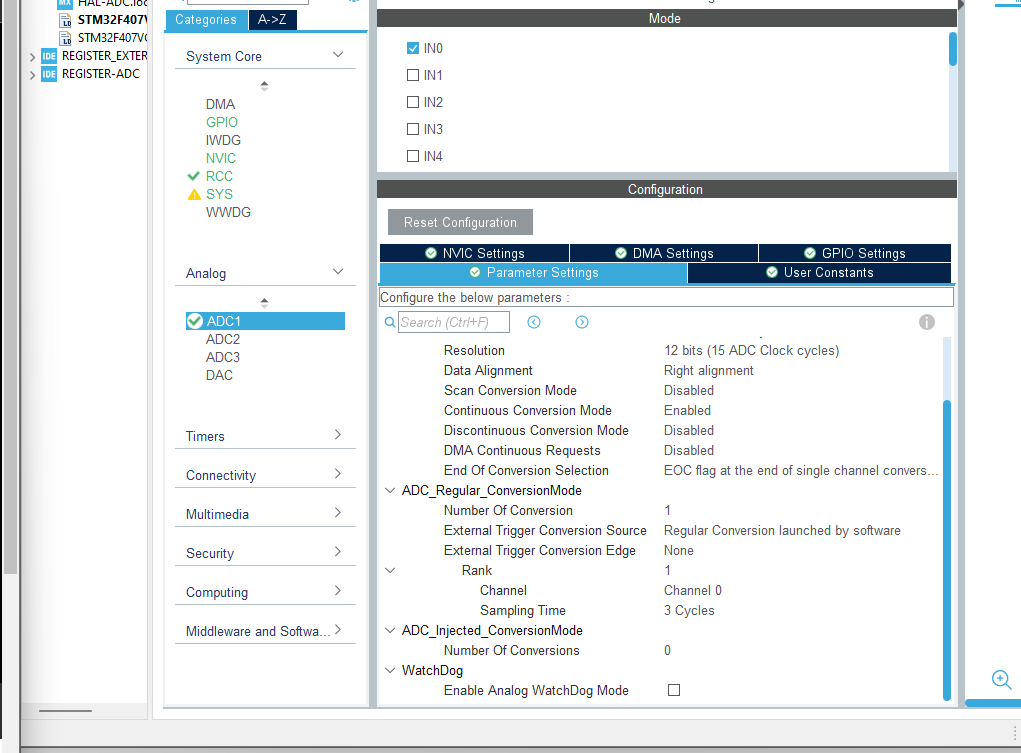 HAL-ADC.ioc
Categories
A->Z
Mode
STM32F407V
STM32F407VG
IDE REGISTER_EXTER
IDE REGISTER-ADC
System Core
DMA
GPIO
IWDG
NVIC
RCC
SYS
WWDG
Analog
ADC1
ADC2
ADC3
DAC
Timers
Connectivity
Multimedia
Security
Computing
Middleware and Softwa...
IN0
IN1
IN2
IN3
IN4
Configuration
Reset Configuration
NVIC Settings
DMA Settings
GPIO Settings
Parameter Settings
User Constants
Configure the below parameters :
Search (Ctrl+F)
Resolution 12 bits (15 ADC Clock cycles)
Data Alignment Right alignment
Scan Conversion Mode Disabled
Continuous Conversion Mode Enabled
Discontinuous Conversion Mode Disabled
DMA Continuous Requests Disabled
End Of Conversion Selection EOC flag at the end of single channel convers...
ADC_Regular_ConversionMode
Number Of Conversion 1
External Trigger Conversion Source Regular Conversion launched by software
External Trigger Conversion Edge None
Rank 1
Channel Channel 0
Sampling Time 3 Cycles
ADC_Injected_ConversionMode
Number Of Conversions 0
WatchDog
Enable Analog WatchDog Mode